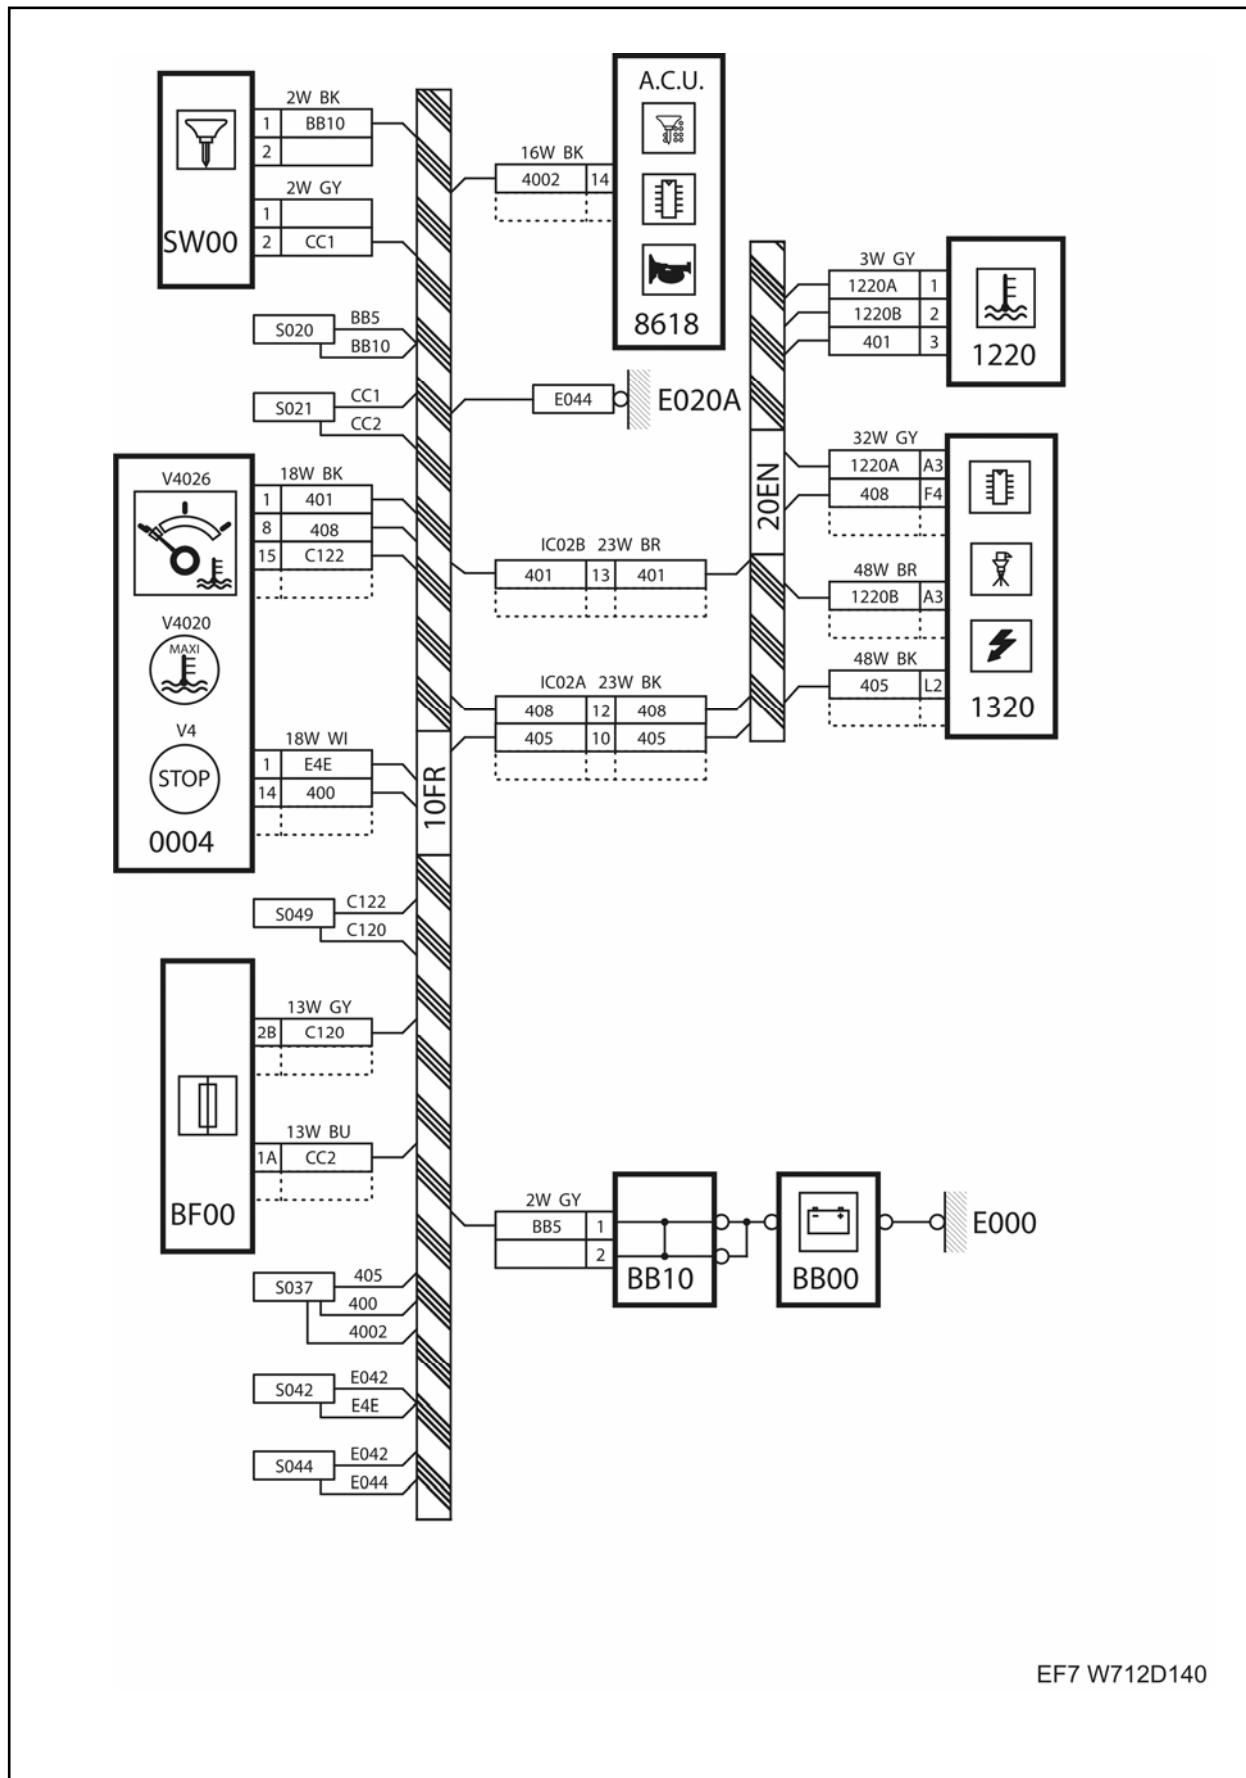 2W BK
1 BB10
2
2W GY
1
2 CC1
SW00
A.C.U.
16W BK
4002 14
8618
S020 BB5
BB10
S021 CC1
CC2
E044 E020A
3W GY
1220A 1
1220B 2
401 3
1220
V4026
18W BK
1 401
8 408
15 C122
V4020
MAXI
V4
STOP
18W WI
1 E4E
14 400
0004
10FR
IC02B 23W BR
401 13 401
IC02A 23W BK
408 12 408
405 10 405
20EN
32W GY
1220A A3
408 F4
48W BR
1220B A3
48W BK
405 L2
1320
S049 C122
C120
13W GY
2B C120
13W BU
1A CC2
BF00
2W GY
BB5 1
2
BB10
BB00
E000
S037 405
400
4002
S042 E042
E4E
S044 E042
E044
EF7 W712D140